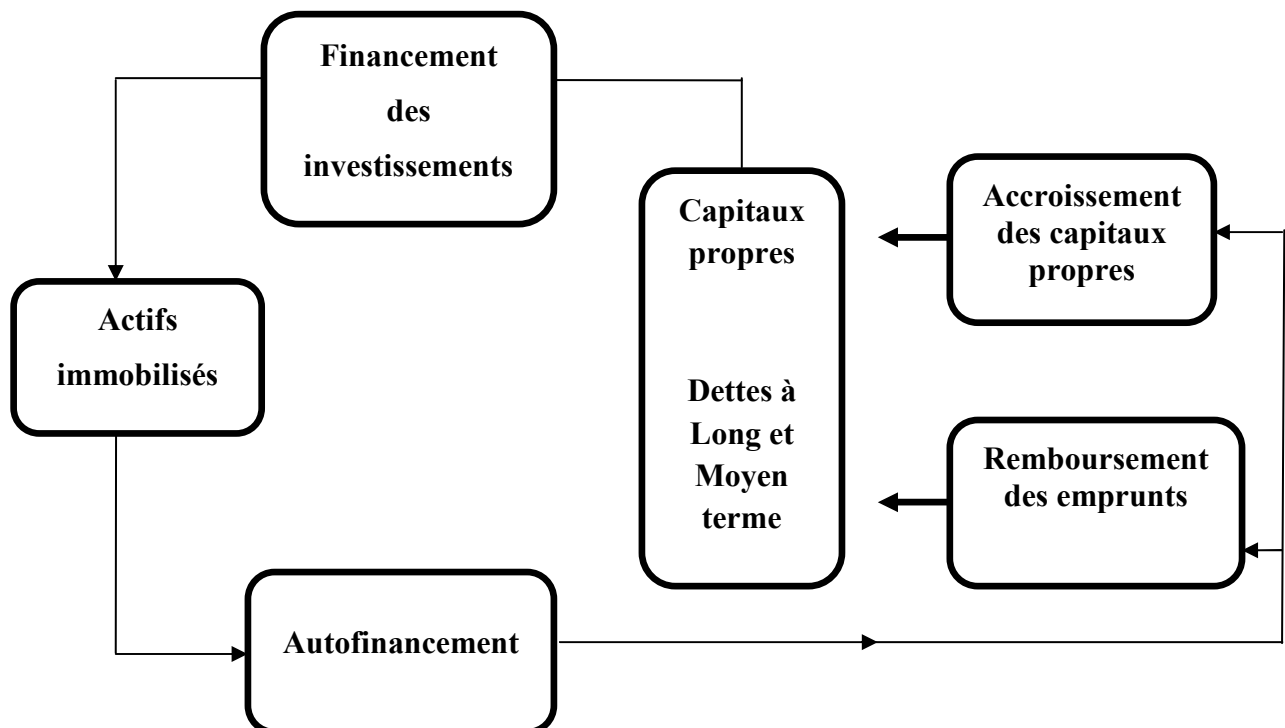 Financement
des
investissements
Capitaux
propres
Dettes à
Long et
Moyen
terme
Accroissement
des capitaux
propres
Actifs
immobilisés
Remboursement
des emprunts
Autofinancement